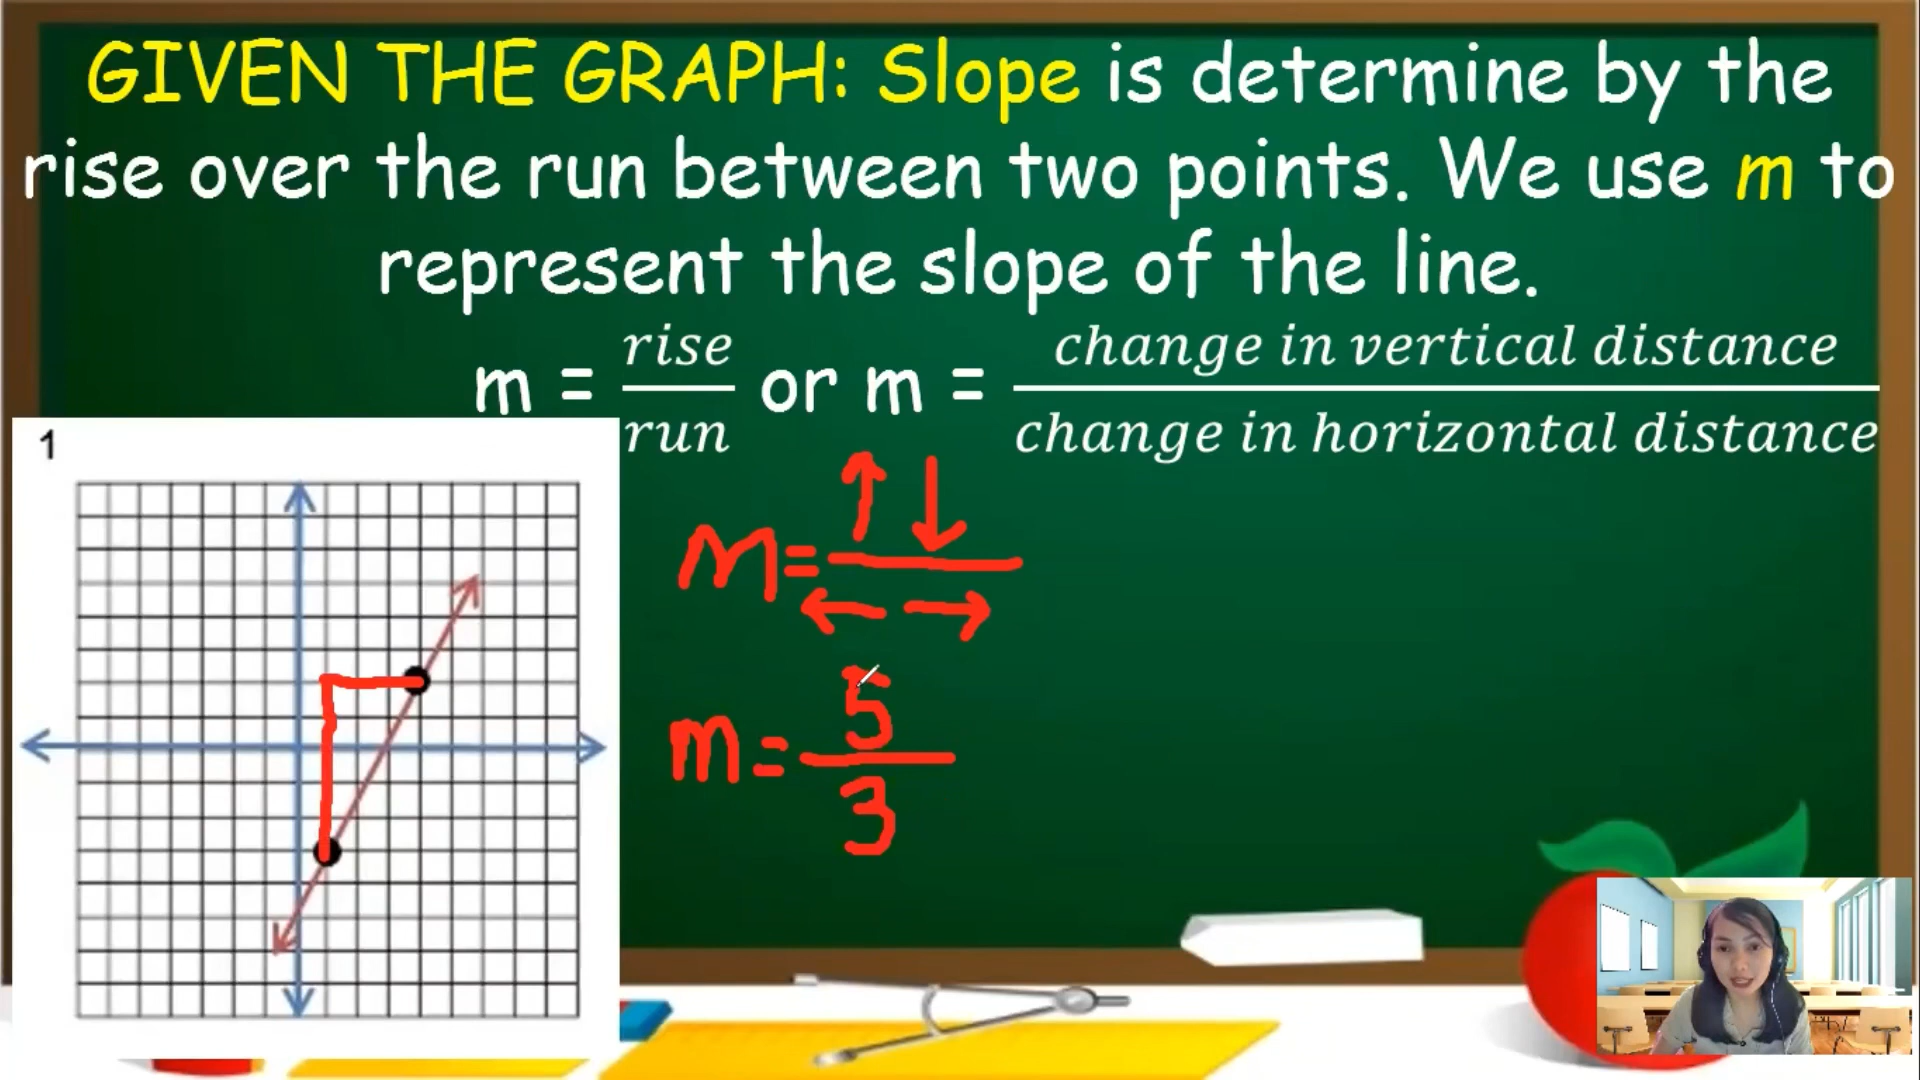 GIVEN THE GRAPH: Slope is determine by the
rise over the run between two points. We use m to
represent the slope of the line.
m = rise/run or m = change in vertical distance/change in horizontal distance
1
m=
m= 5/3